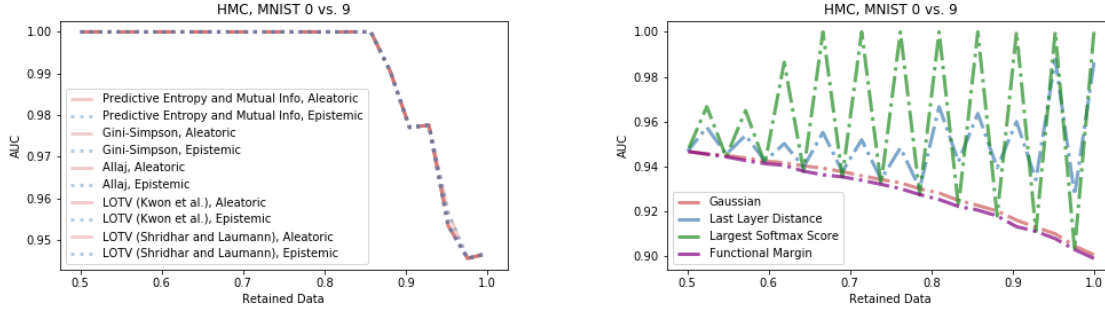 HMC, MNIST 0 vs. 9
1.00
0.99
0.98
0.97
0.96
0.95
AUC
Predictive Entropy and Mutual Info, Aleatoric
Predictive Entropy and Mutual Info, Epistemic
Gini-Simpson, Aleatoric
Gini-Simpson, Epistemic
Allaj, Aleatoric
Allaj, Epistemic
LOTV (Kwon et al.), Aleatoric
LOTV (Kwon et al.), Epistemic
LOTV (Shridhar and Laumann), Aleatoric
LOTV (Shridhar and Laumann), Epistemic
0.5 0.6 0.7 0.8 0.9 1.0
Retained Data
HMC, MNIST 0 vs. 9
1.00
0.98
0.96
0.94
0.92
0.90
AUC
Gaussian
Last Layer Distance
Largest Softmax Score
Functional Margin
0.5 0.6 0.7 0.8 0.9 1.0
Retained Data